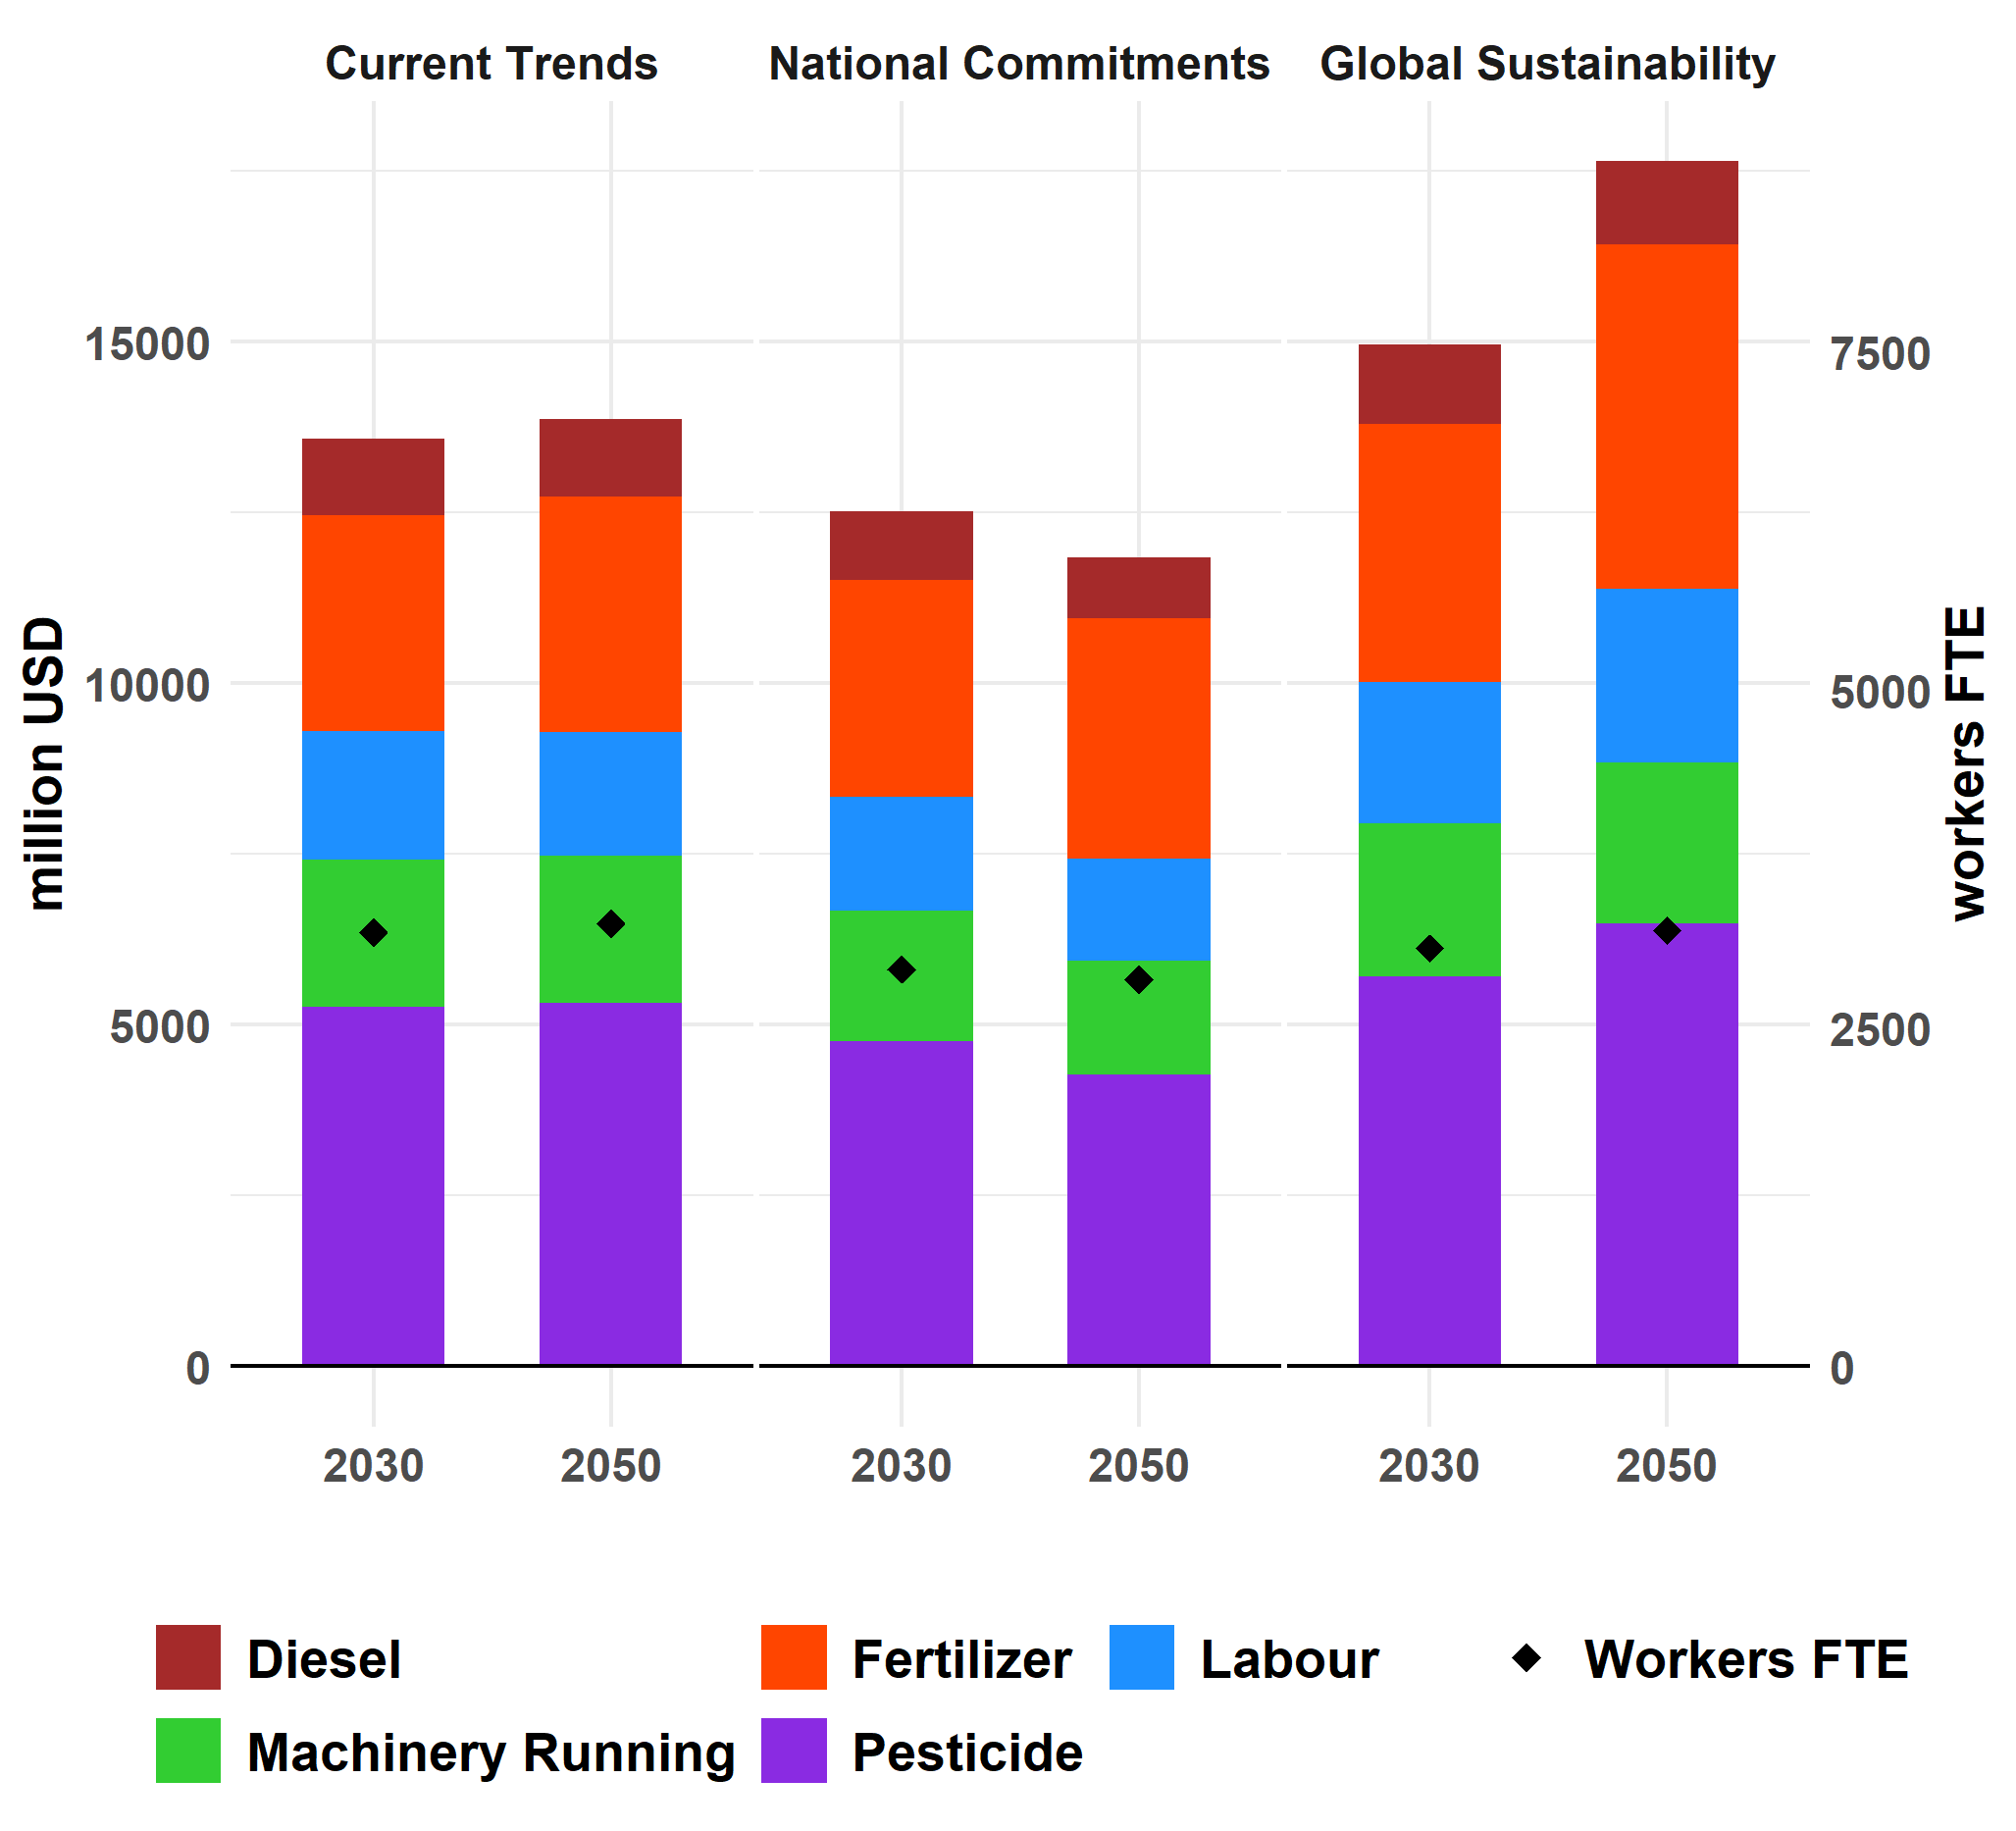 Current Trends National Commitments Global Sustainability
million USD
15000
10000
5000
0
7500
5000
2500
0
workers FTE
2030 2050 2030 2050 2030 2050
Diesel Fertilizer Labour Workers FTE
Machinery Running Pesticide